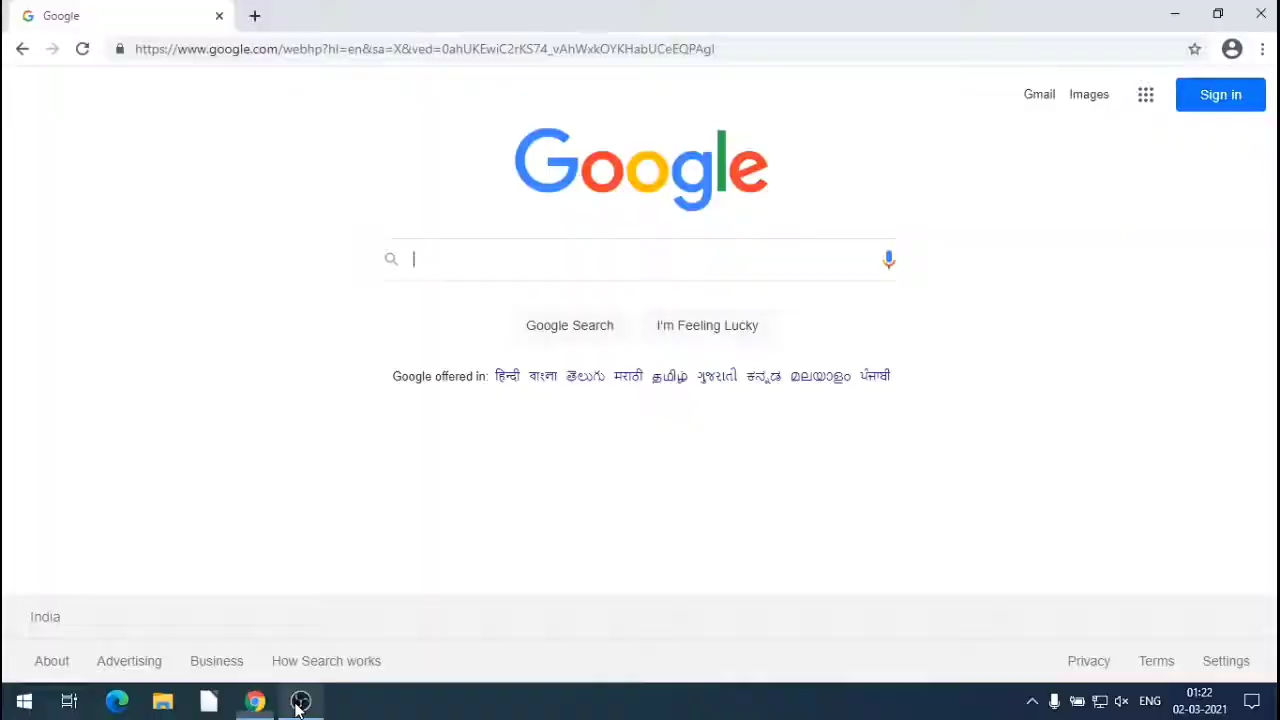 Google
https://www.google.com/webhp?hl=en&sa=X&ved=0ahUKEwiC2rKS74_vAhWxkOYKHabUCeEQPAgI
Gmail Images Sign in
Google
Google Search I'm Feeling Lucky
Google offered in: हिन्दी বাংলা తెలుగు मराठी தமிழ் ગુજરાતી ಕನ್ನಡ മലയാളം ਪੰਜਾਬੀ
India
About Advertising Business How Search works Privacy Terms Settings
ENG 01:22
02-03-2021